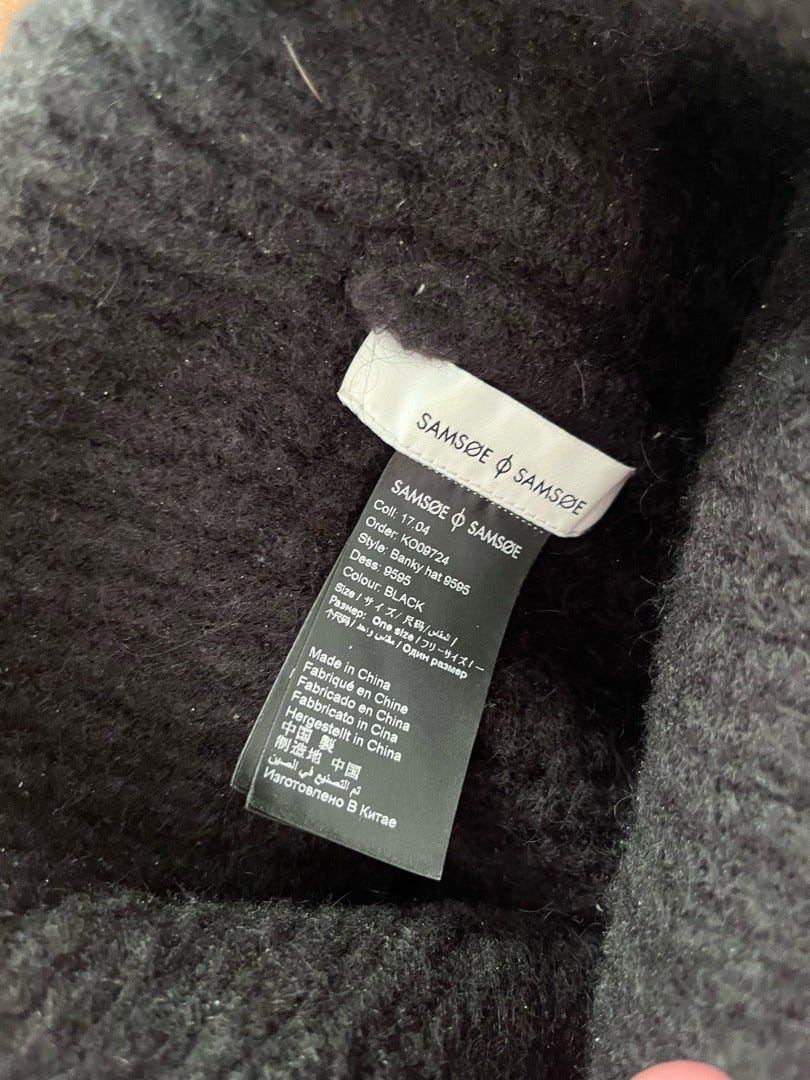 SAMSØE ɸ SAMSØE
SAMSØE ɸ SAMSØE
Coll: 17.04
Order: KO09724
Style: Banky hat 9595
Dess: 9595
Colour: BLACK
Size / サイズ / 尺码 / مقاس /
Размер: One size / フリーサイズ / 一
个尺码 / مقاس واحد / Один размер
Made in China
Fabriqué en Chine
Fabricado en China
Fabbricato in Cina
Hergestellt in China
中国 製
制造地 中国
تم التصنيع في الصين
Изготовлено В Китае